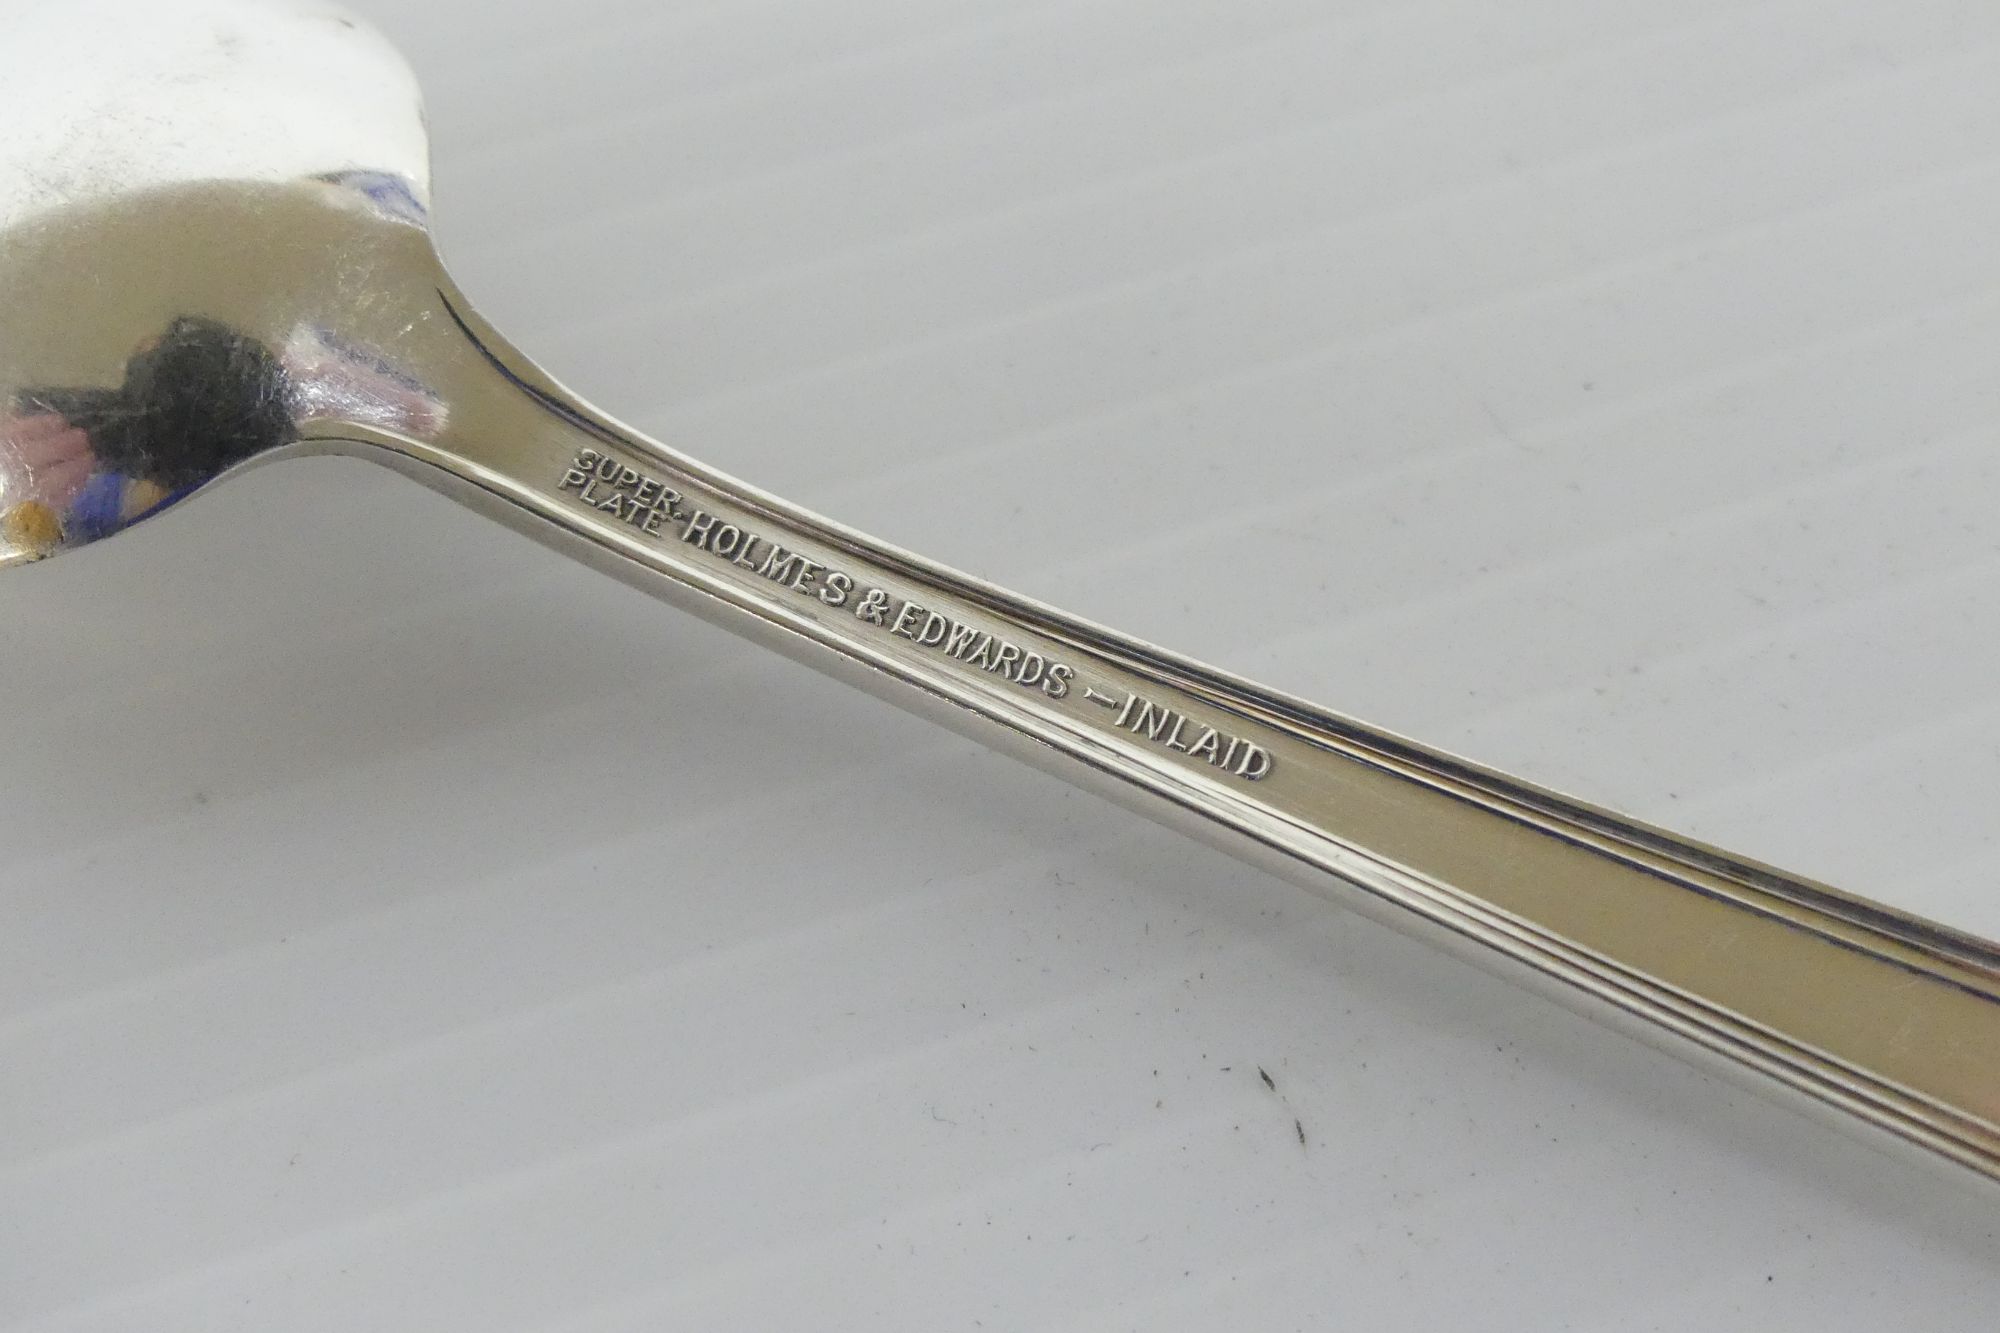 SUPER
PLATE
HOLMES & EDWARDS – INLAID